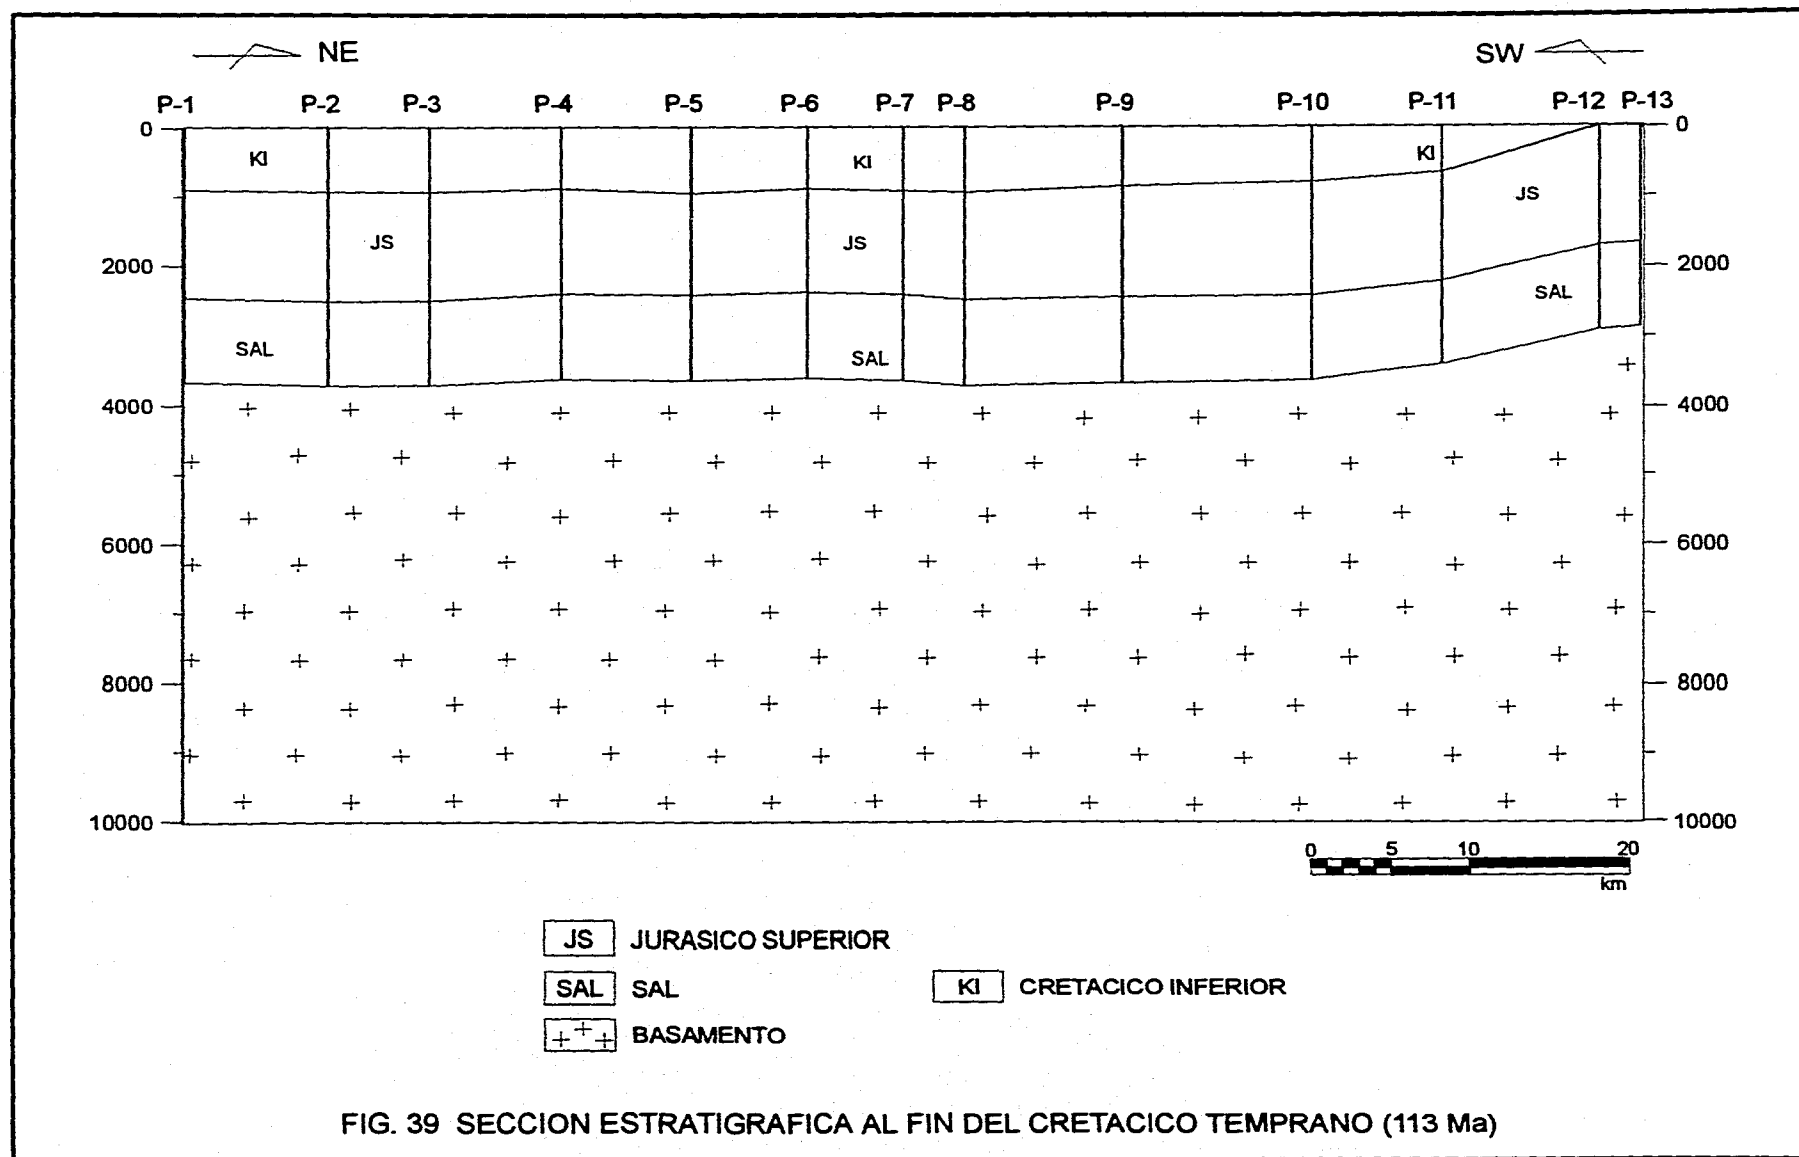 NE SW
P-1 P-2 P-3 P-4 P-5 P-6 P-7 P-8 P-9 P-10 P-11 P-12 P-13
0 0
KI KI KI
JS JS JS
2000 2000
SAL SAL SAL
4000 4000
6000 6000
8000 8000
10000 10000
0 5 10 20
km
JS JURASICO SUPERIOR
SAL SAL KI CRETACICO INFERIOR
BASAMENTO
FIG. 39 SECCION ESTRATIGRAFICA AL FIN DEL CRETACICO TEMPRANO (113 Ma)